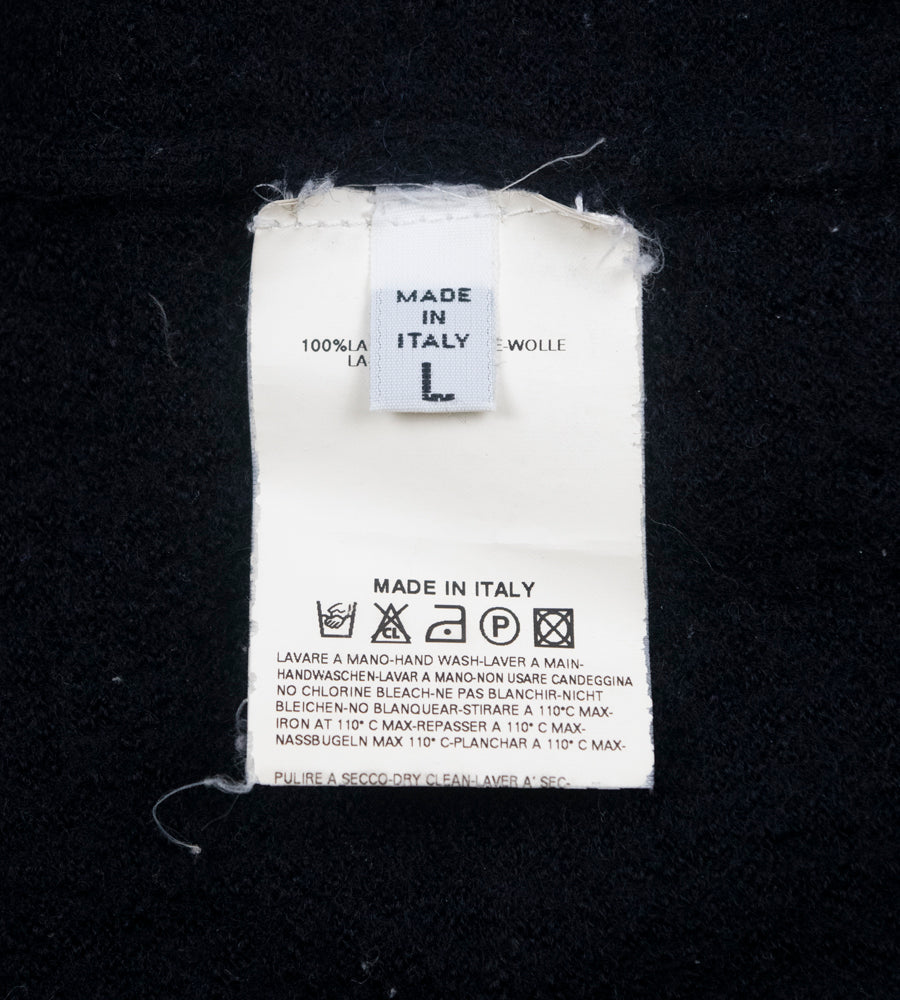 MADE
IN
ITALY
L
100%LA E-WOLLE
LA
MADE IN ITALY
CL P
LAVARE A MANO-HAND WASH-LAVER A MAIN-
HANDWASCHEN-LAVAR A MANO-NON USARE CANDEGGINA
NO CHLORINE BLEACH-NE PAS BLANCHIR-NICHT
BLEICHEN-NO BLANQUEAR-STIRARE A 110°C MAX-
IRON AT 110° C MAX-REPASSER A 110° C MAX-
NASSBUGELN MAX 110° C-PLANCHAR A 110° C MAX-
PULIRE A SECCO-DRY CLEAN-LAVER A' SEC-